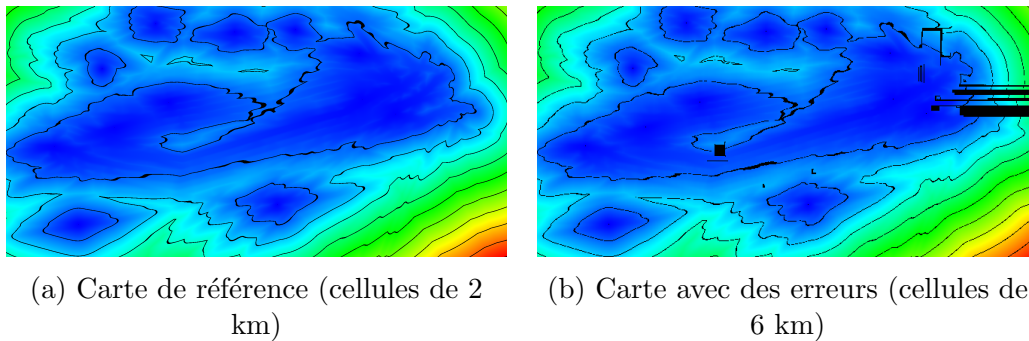 (a) Carte de référence (cellules de 2
km)
(b) Carte avec des erreurs (cellules de
6 km)